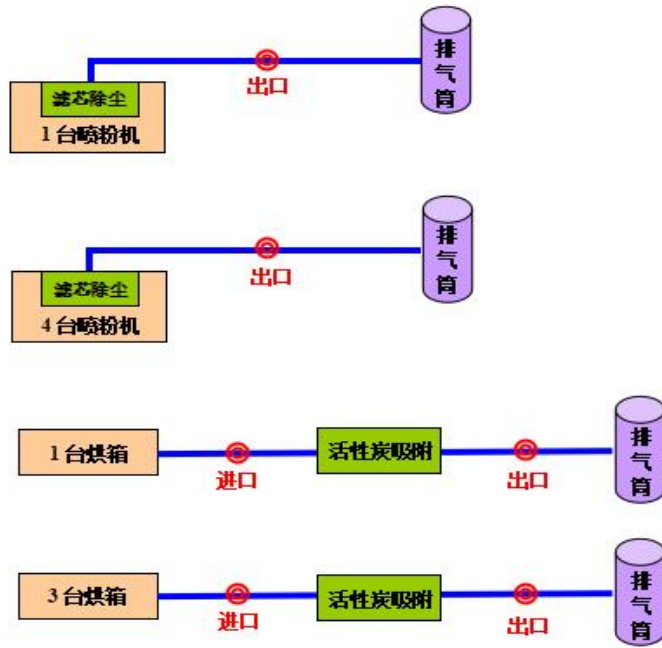 排气筒
出口
滤芯除尘
1台喷粉机
排气筒
出口
滤芯除尘
4台喷粉机
1台烘箱
进口
活性炭吸附
出口
排气筒
3台烘箱
进口
活性炭吸附
出口
排气筒